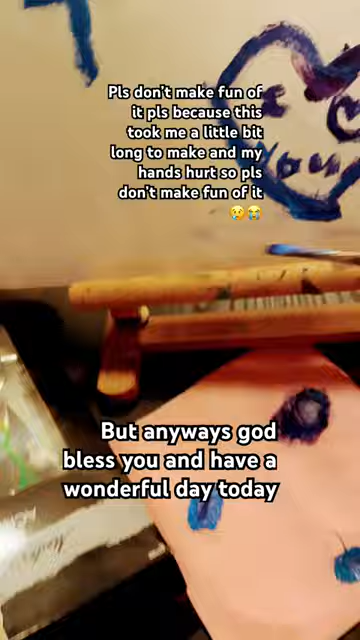 Pls don't make fun of
it pls because this
took me a little bit
long to make and my
hands hurt so pls
don't make fun of it
😢😭
you
But anyways god
bless you and have a
wonderful day today